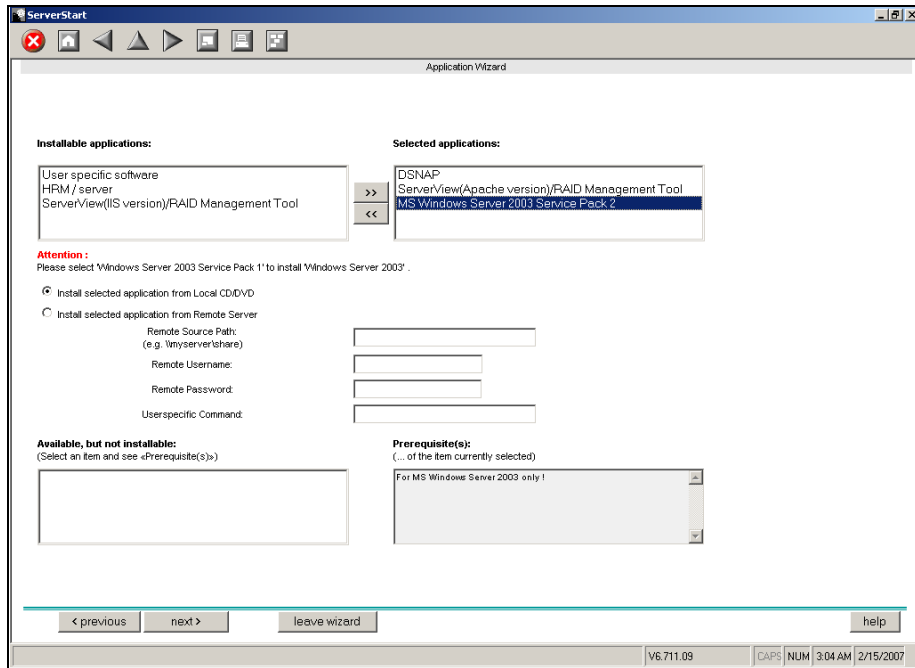 ServerStart
Application Wizard
Installable applications:
Selected applications:
User specific software
HRM / server
ServerView(IIS version)/RAID Management Tool
>>
<<
DSNAP
ServerView(Apache version)/RAID Management Tool
MS Windows Server 2003 Service Pack 2
Attention :
Please select 'Windows Server 2003 Service Pack 1' to install 'Windows Server 2003' .
Install selected application from Local CD/DVD
Install selected application from Remote Server
Remote Source Path:
(e.g. \\myserver\share)
Remote Username:
Remote Password:
Userspecific Command:
Available, but not installable:
(Select an item and see «Prerequisite(s)»)
Prerequisite(s):
(... of the item currently selected)
For MS Windows Server 2003 only !
< previous
next >
leave wizard
help
V6.711.09
CAPS
NUM
3:04 AM
2/15/2007